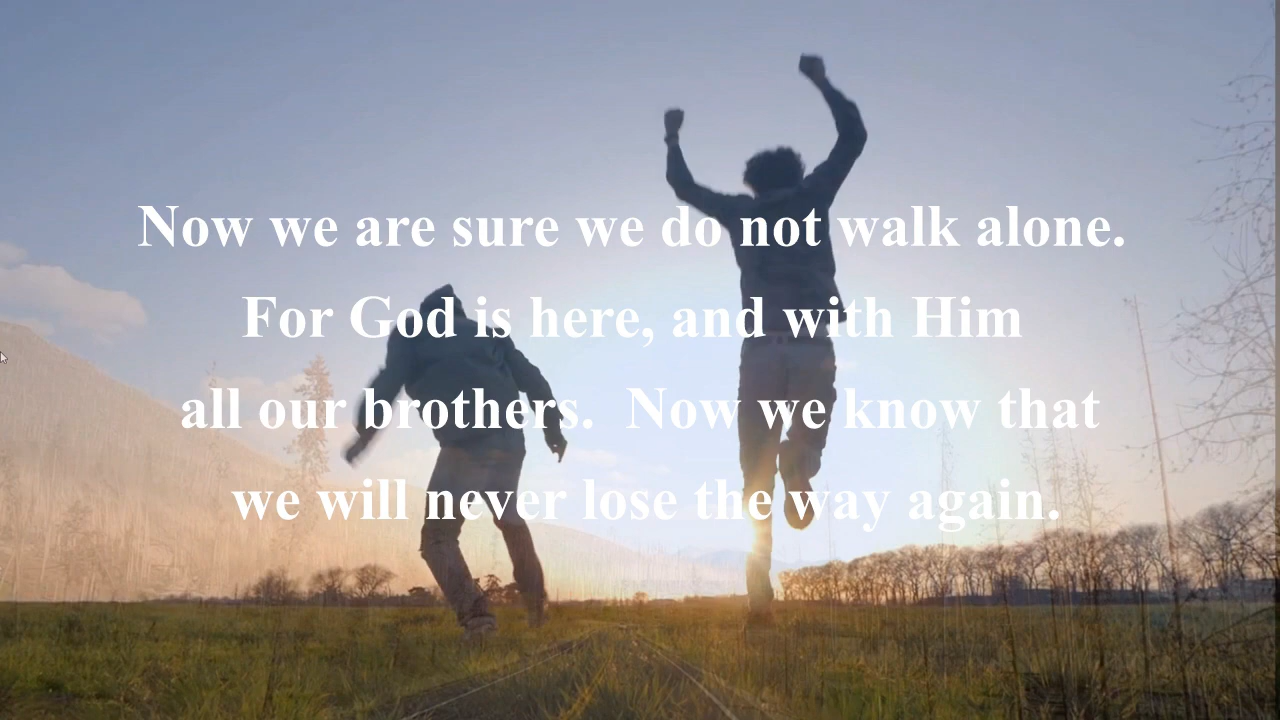 Now we are sure we do not walk alone.
For God is here, and with Him
all our brothers.  Now we know that
we will never lose the way again.